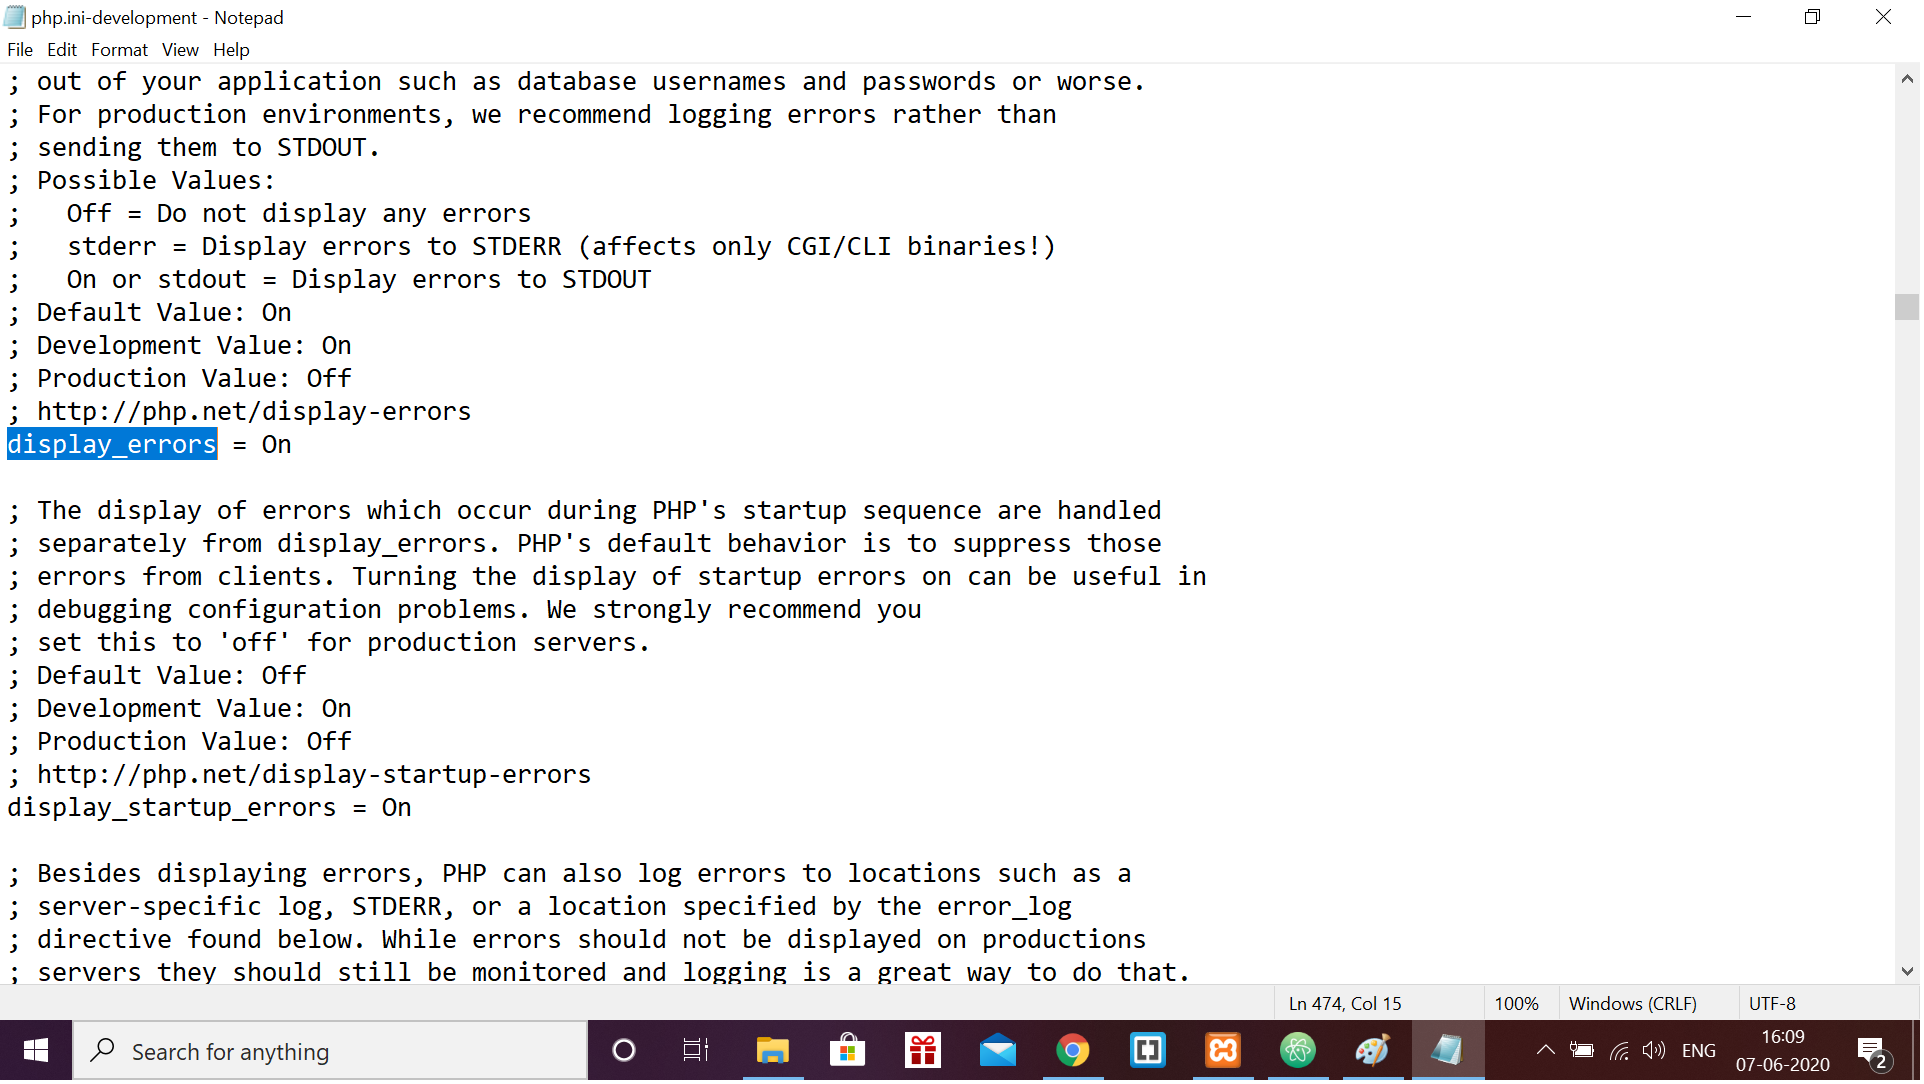 php.ini-development - Notepad
File Edit Format View Help
; out of your application such as database usernames and passwords or worse.
; For production environments, we recommend logging errors rather than
; sending them to STDOUT.
; Possible Values:
;   Off = Do not display any errors
;   stderr = Display errors to STDERR (affects only CGI/CLI binaries!)
;   On or stdout = Display errors to STDOUT
; Default Value: On
; Development Value: On
; Production Value: Off
; http://php.net/display-errors
display_errors = On

; The display of errors which occur during PHP's startup sequence are handled
; separately from display_errors. PHP's default behavior is to suppress those
; errors from clients. Turning the display of startup errors on can be useful in
; debugging configuration problems. We strongly recommend you
; set this to 'off' for production servers.
; Default Value: Off
; Development Value: On
; Production Value: Off
; http://php.net/display-startup-errors
display_startup_errors = On

; Besides displaying errors, PHP can also log errors to locations such as a
; server-specific log, STDERR, or a location specified by the error_log
; directive found below. While errors should not be displayed on productions
; servers they should still be monitored and logging is a great way to do that.
Ln 474, Col 15 100% Windows (CRLF) UTF-8
Search for anything
ENG
16:09
07-06-2020
2